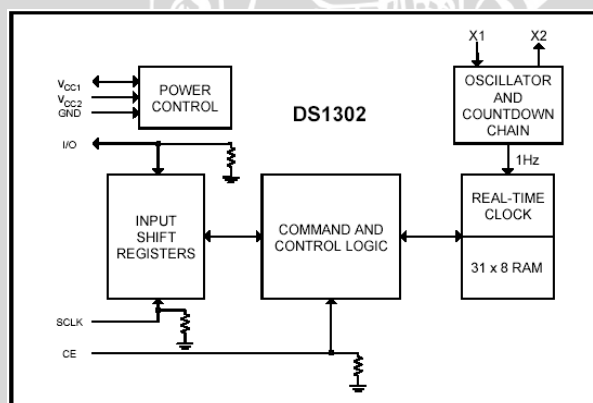 X1 X2
VCC1
VCC2
GND
POWER
CONTROL
DS1302
OSCILLATOR
AND
COUNTDOWN
CHAIN
I/O
1Hz
INPUT
SHIFT
REGISTERS
COMMAND AND
CONTROL LOGIC
REAL-TIME
CLOCK
31 x 8 RAM
SCLK
CE